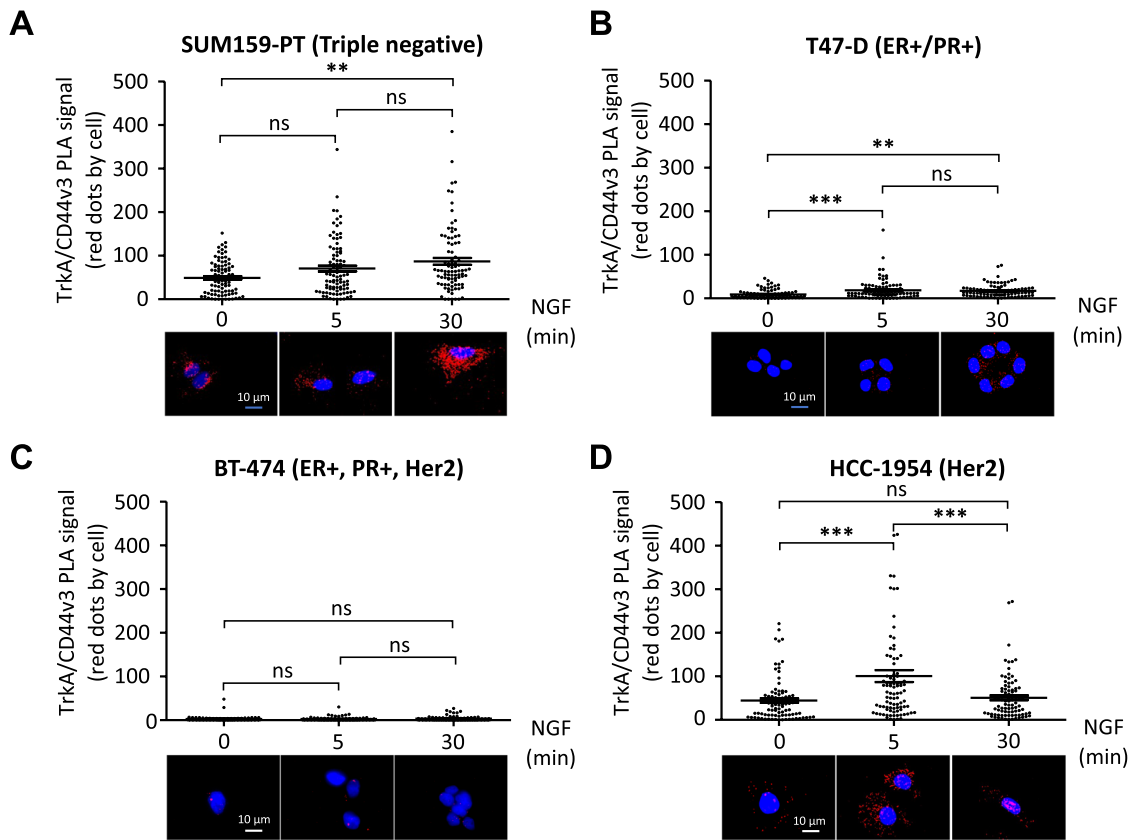 A
SUM159-PT (Triple negative)
TrkA/CD44v3 PLA signal
(red dots by cell)
500
400
300
200
100
0
**
ns
ns
0 5 30
NGF
(min)
10 µm
B
T47-D (ER+/PR+)
TrkA/CD44v3 PLA signal
(red dots by cell)
500
400
300
200
100
0
**
ns
***
0 5 30
NGF
(min)
10 µm
C
BT-474 (ER+, PR+, Her2)
TrkA/CD44v3 PLA signal
(red dots by cell)
500
400
300
200
100
0
ns
ns
ns
0 5 30
NGF
(min)
10 µm
D
HCC-1954 (Her2)
TrkA/CD44v3 PLA signal
(red dots by cell)
500
400
300
200
100
0
ns
***
***
0 5 30
NGF
(min)
10 µm